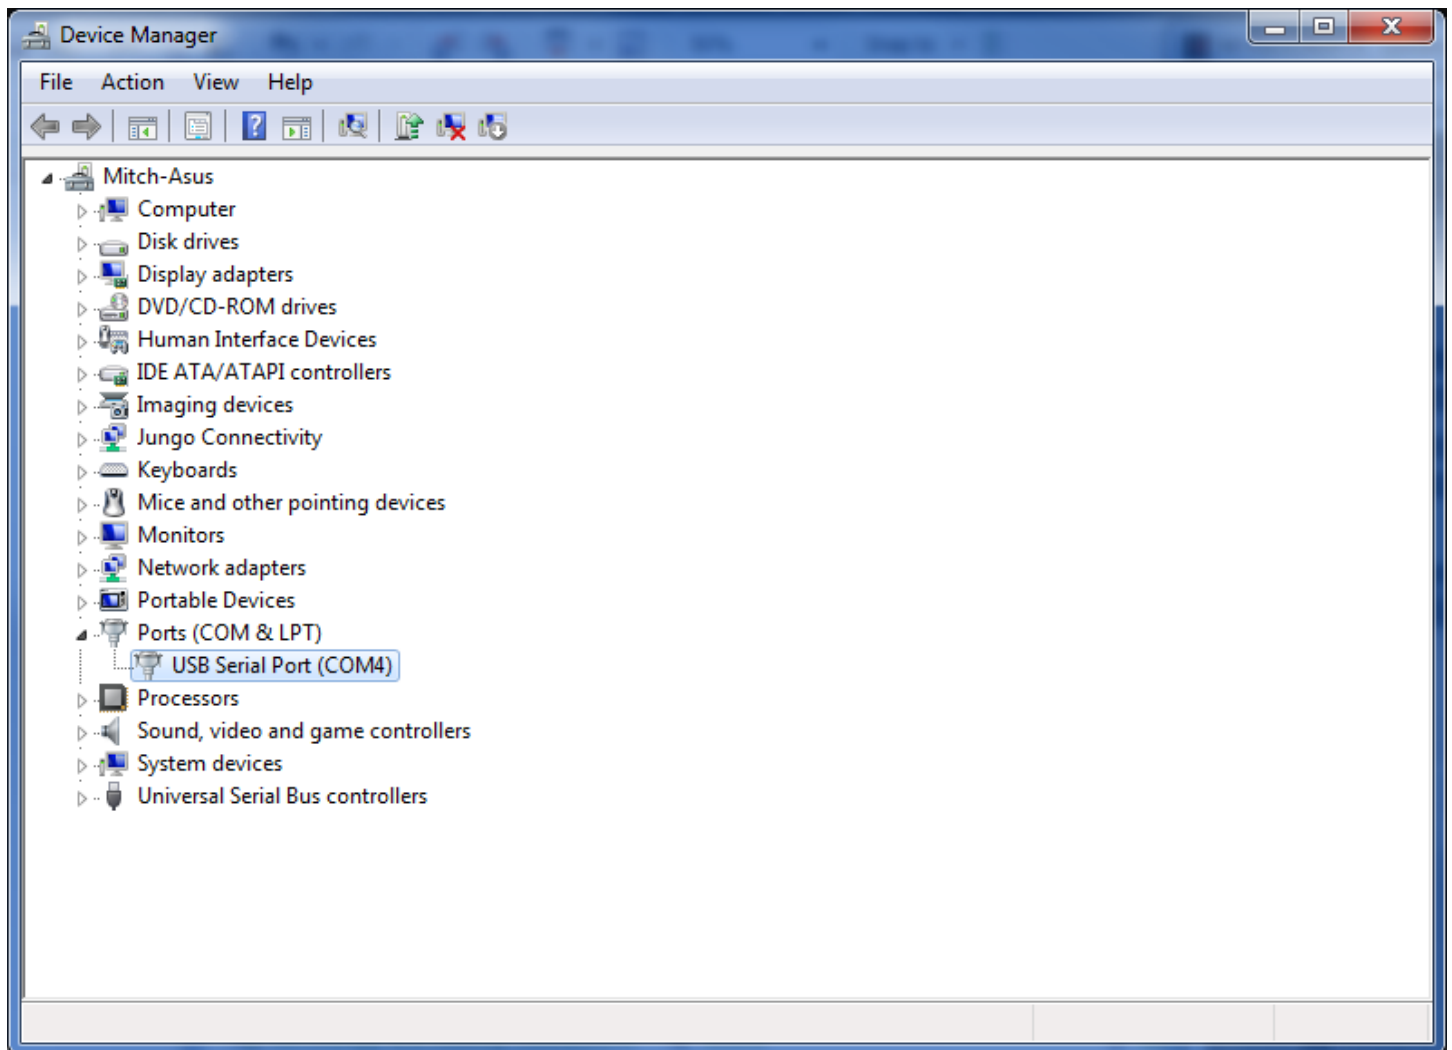 Device Manager
File Action View Help
Mitch-Asus
Computer
Disk drives
Display adapters
DVD/CD-ROM drives
Human Interface Devices
IDE ATA/ATAPI controllers
Imaging devices
Jungo Connectivity
Keyboards
Mice and other pointing devices
Monitors
Network adapters
Portable Devices
Ports (COM & LPT)
USB Serial Port (COM4)
Processors
Sound, video and game controllers
System devices
Universal Serial Bus controllers